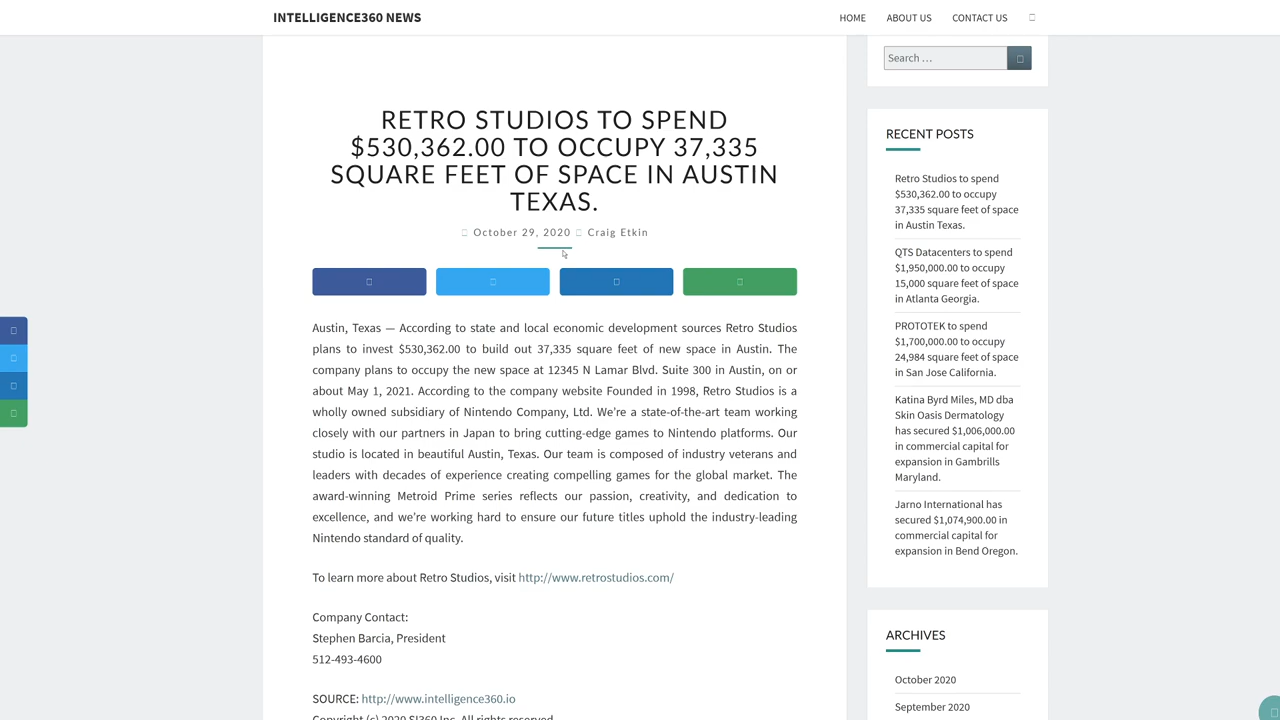 INTELLIGENCE360 NEWS
HOME ABOUT US CONTACT US
RETRO STUDIOS TO SPEND
$530,362.00 TO OCCUPY 37,335
SQUARE FEET OF SPACE IN AUSTIN
TEXAS.
October 29, 2020 Craig Etkin
Austin, Texas — According to state and local economic development sources Retro Studios
plans to invest $530,362.00 to build out 37,335 square feet of new space in Austin. The
company plans to occupy the new space at 12345 N Lamar Blvd. Suite 300 in Austin, on or
about May 1, 2021. According to the company website Founded in 1998, Retro Studios is a
wholly owned subsidiary of Nintendo Company, Ltd. We’re a state-of-the-art team working
closely with our partners in Japan to bring cutting-edge games to Nintendo platforms. Our
studio is located in beautiful Austin, Texas. Our team is composed of industry veterans and
leaders with decades of experience creating compelling games for the global market. The
award-winning Metroid Prime series reflects our passion, creativity, and dedication to
excellence, and we’re working hard to ensure our future titles uphold the industry-leading
Nintendo standard of quality.
To learn more about Retro Studios, visit http://www.retrostudios.com/
Company Contact:
Stephen Barcia, President
512-493-4600
SOURCE: http://www.intelligence360.io
Copyright (c) 2020 SI360 Inc. All rights reserved
Search …
RECENT POSTS
Retro Studios to spend
$530,362.00 to occupy
37,335 square feet of space
in Austin Texas.
QTS Datacenters to spend
$1,950,000.00 to occupy
15,000 square feet of space
in Atlanta Georgia.
PROTOTEK to spend
$1,700,000.00 to occupy
24,984 square feet of space
in San Jose California.
Katina Byrd Miles, MD dba
Skin Oasis Dermatology
has secured $1,006,000.00
in commercial capital for
expansion in Gambrills
Maryland.
Jarno International has
secured $1,074,900.00 in
commercial capital for
expansion in Bend Oregon.
ARCHIVES
October 2020
September 2020